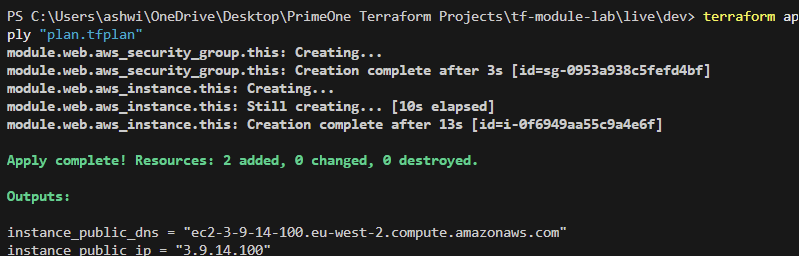 PS C:\Users\ashwi\OneDrive\Desktop\PrimeOne Terraform Projects\tf-module-lab\live\dev> terraform ap
ply "plan.tfplan"
module.web.aws_security_group.this: Creating...
module.web.aws_security_group.this: Creation complete after 3s [id=sg-0953a938c5fefd4bf]
module.web.aws_instance.this: Creating...
module.web.aws_instance.this: Still creating... [10s elapsed]
module.web.aws_instance.this: Creation complete after 13s [id=i-0f6949aa55c9a4e6f]
Apply complete! Resources: 2 added, 0 changed, 0 destroyed.
Outputs:
instance_public_dns = "ec2-3-9-14-100.eu-west-2.compute.amazonaws.com"
instance_public_ip = "3.9.14.100"